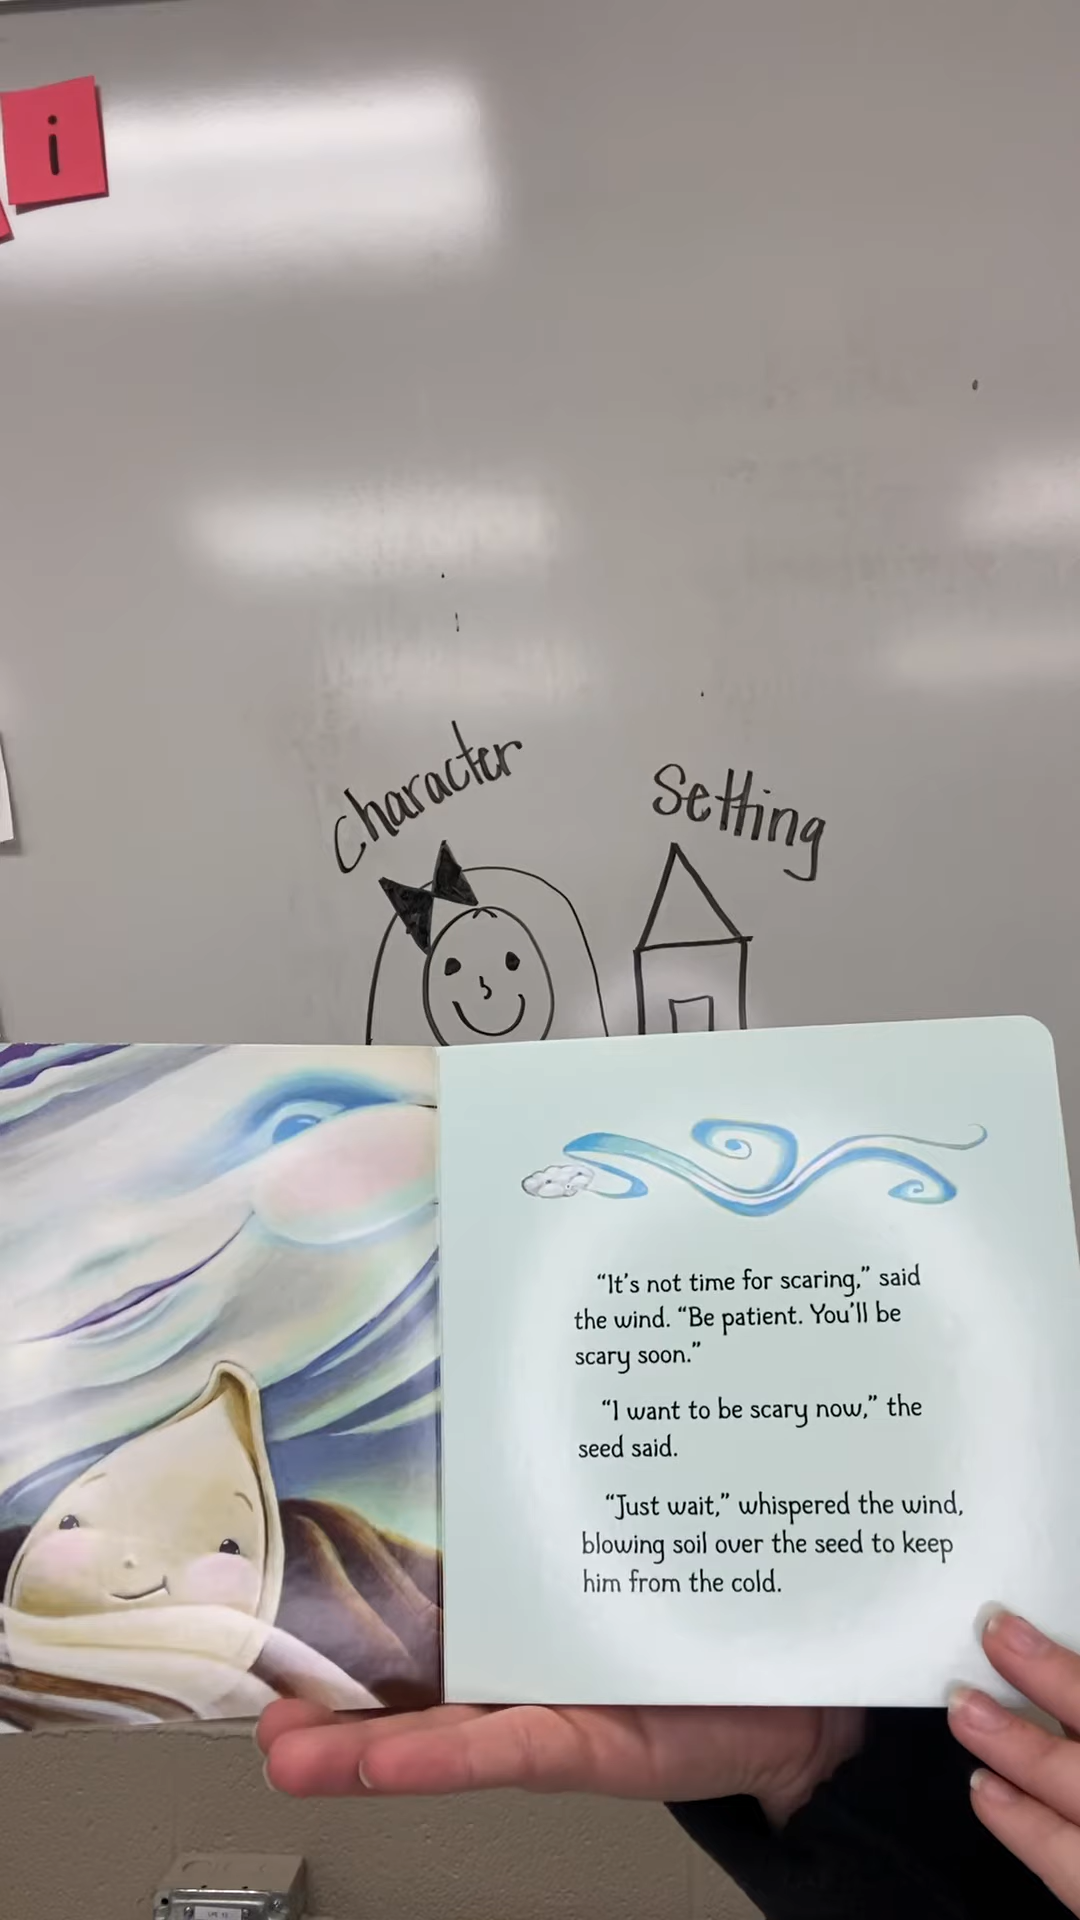 i
Character
Setting
“It's not time for scaring,” said
the wind. “Be patient. You'll be
scary soon.”
“I want to be scary now,” the
seed said.
“Just wait,” whispered the wind,
blowing soil over the seed to keep
him from the cold.